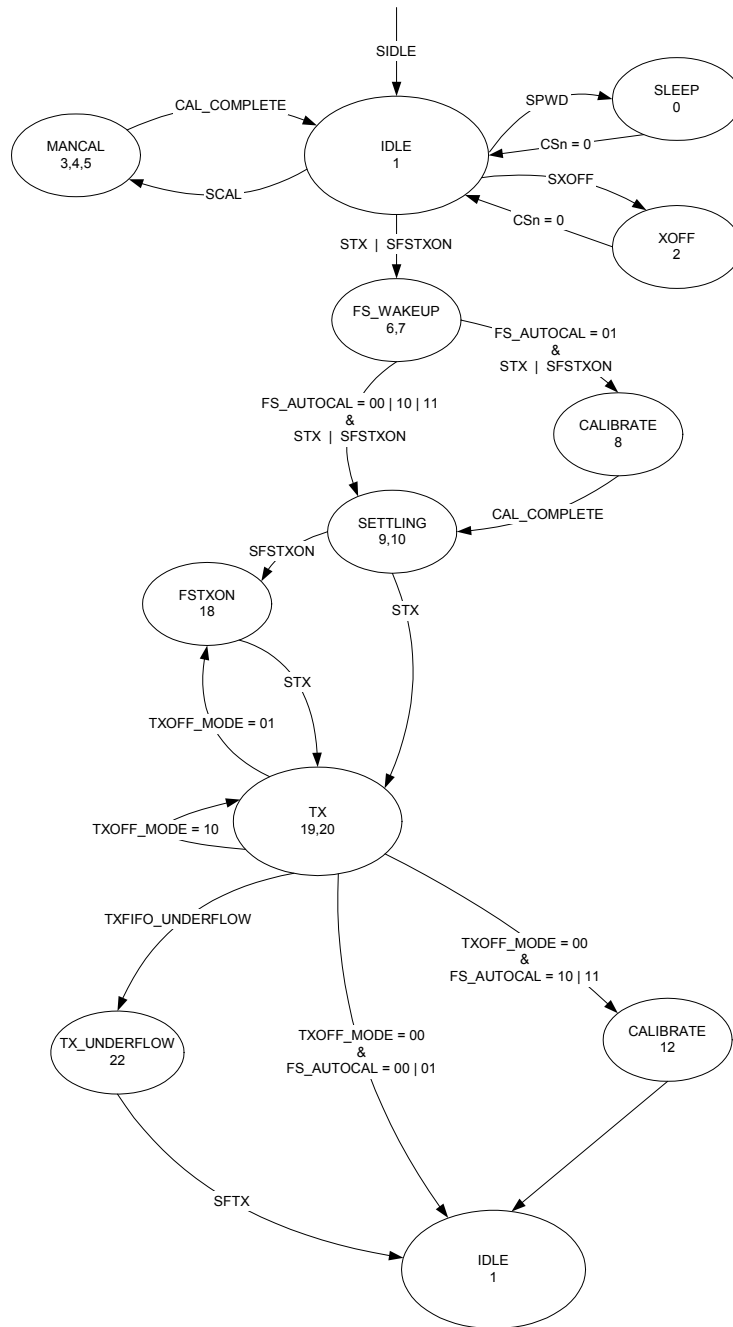 SIDLE
SPWD
SLEEP
0
CAL_COMPLETE
MANCAL
3,4,5
IDLE
1
CSn = 0
SCAL
SXOFF
CSn = 0
XOFF
2
STX | SFSTXON
FS_WAKEUP
6,7
FS_AUTOCAL = 01
&
STX | SFSTXON
FS_AUTOCAL = 00 | 10 | 11
&
STX | SFSTXON
CALIBRATE
8
CAL_COMPLETE
SETTLING
9,10
SFSTXON
FSTXON
18
STX
STX
TXOFF_MODE = 01
TX
19,20
TXOFF_MODE = 10
TXFIFO_UNDERFLOW
TXOFF_MODE = 00
&
FS_AUTOCAL = 10 | 11
TX_UNDERFLOW
22
TXOFF_MODE = 00
&
FS_AUTOCAL = 00 | 01
CALIBRATE
12
SFTX
IDLE
1